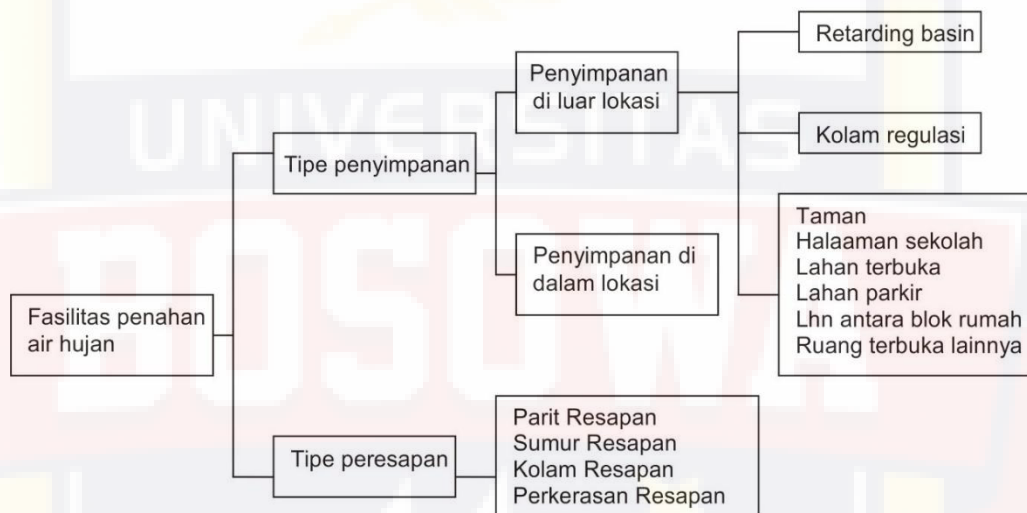 Retarding basin
Penyimpanan
di luar lokasi
Kolam regulasi
Tipe penyimpanan
Taman
Halaaman sekolah
Lahan terbuka
Lahan parkir
Lhn antara blok rumah
Ruang terbuka lainnya
Penyimpanan di
dalam lokasi
Fasilitas penahan
air hujan
Tipe peresapan
Parit Resapan
Sumur Resapan
Kolam Resapan
Perkerasan Resapan
UNIVERSITAS
BOSOWA